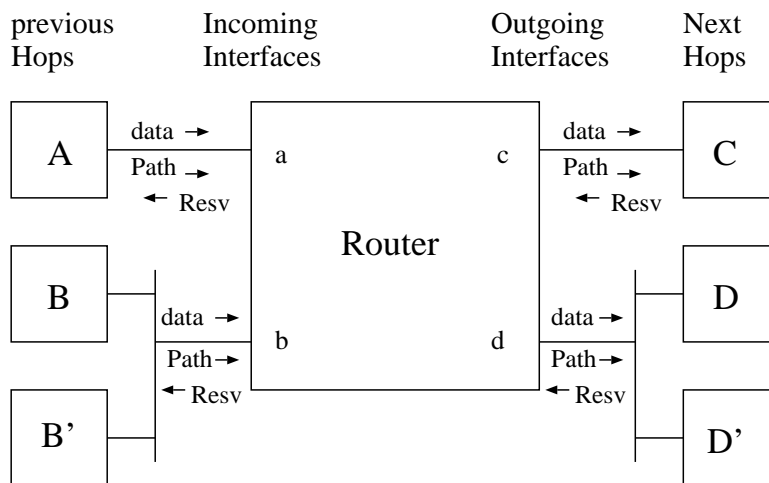 previous Hops
Incoming Interfaces
Outgoing Interfaces
Next Hops
A
data
Path
Resv
a
c
data
Path
Resv
C
Router
B
data
Path
Resv
b
d
data
Path
Resv
D
B’
D’